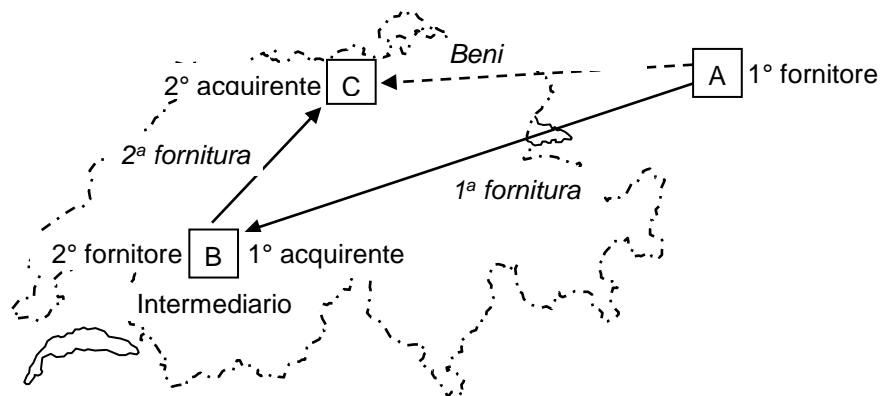 Beni
A 1° fornitore
2° acquirente C
2ª fornitura
1ª fornitura
2° fornitore B 1° acquirente
Intermediario